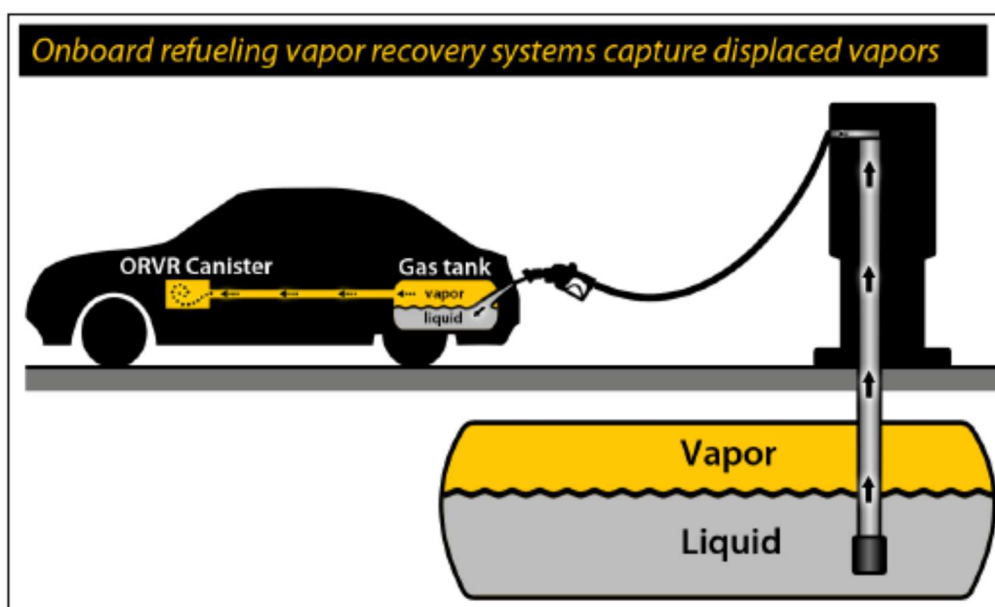 Onboard refueling vapor recovery systems capture displaced vapors
ORVR Canister
Gas tank
vapor
liquid
Vapor
Liquid